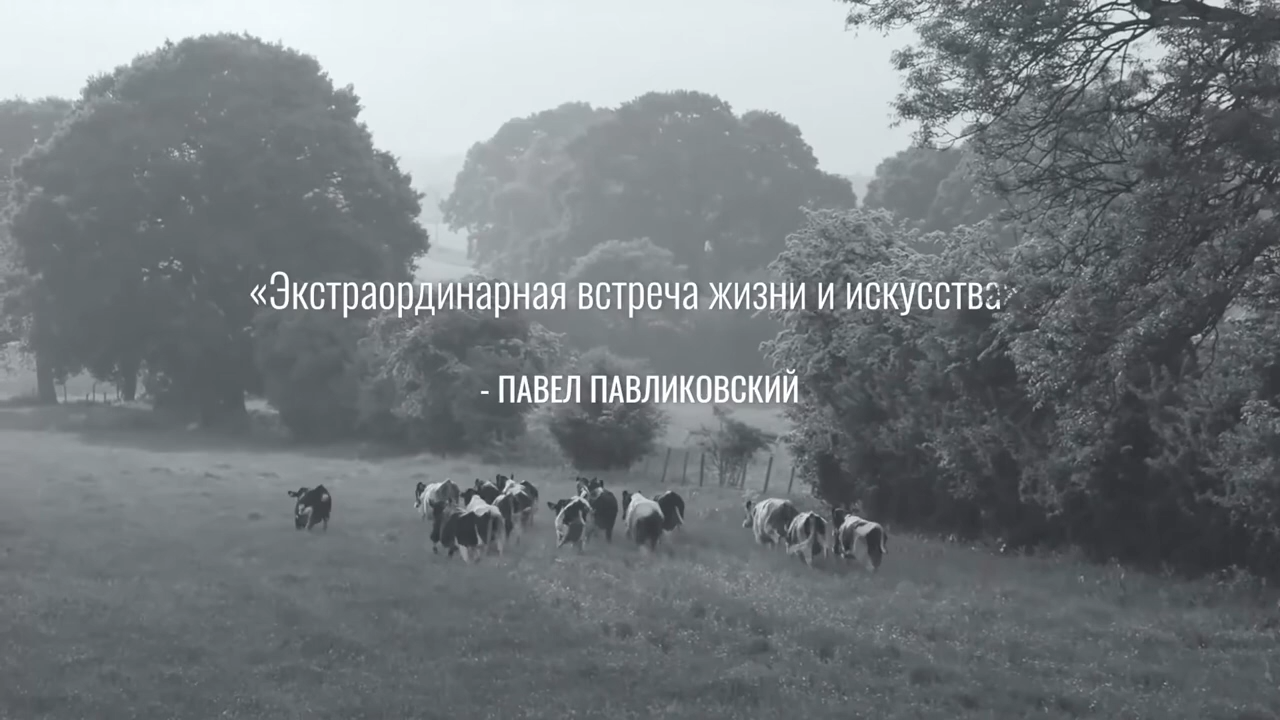 «Экстраординарная встреча жизни и искусства»
- ПАВЕЛ ПАВЛИКОВСКИЙ